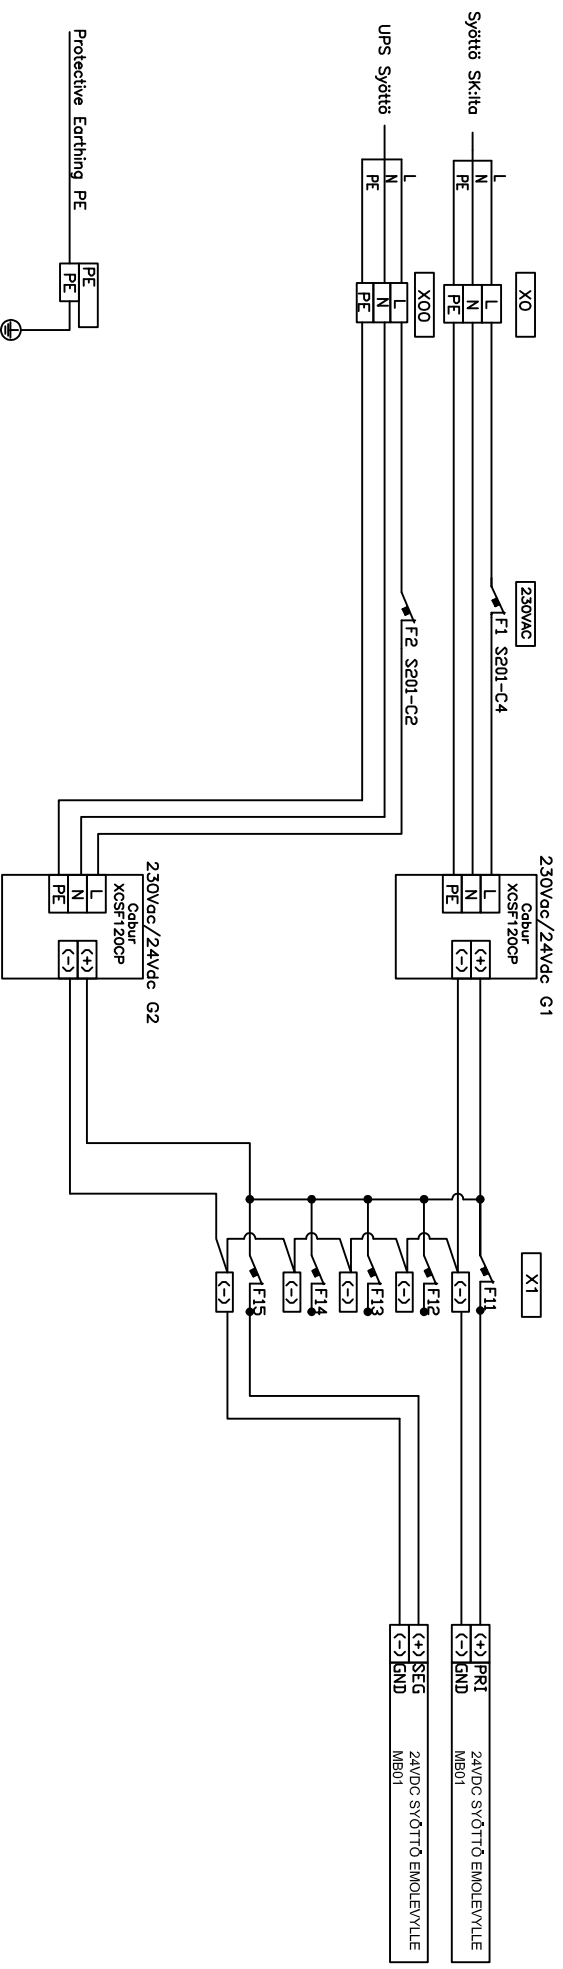 Syöttö SK:lta
L
N
PE
X0
L
N
PE
230VAC
F1 S201-C4
230Vac/24Vdc G1
Cabur
XCSF120CP
L
N
PE
(+)
(-)
X1
F11
(-)
F12
(-)
F13
(-)
F14
(-)
F15
(-)
(+) PRI
(-) GND
24VDC SYÖTTÖ EMOLEVYLLE
MB01
(+) SEG
(-) GND
24VDC SYÖTTÖ EMOLEVYLLE
MB01
UPS Syöttö
L
N
PE
X00
L
N
PE
F2 S201-C2
230Vac/24Vdc G2
Cabur
XCSF120CP
L
N
PE
(+)
(-)
Protective Earthing PE
PE
PE